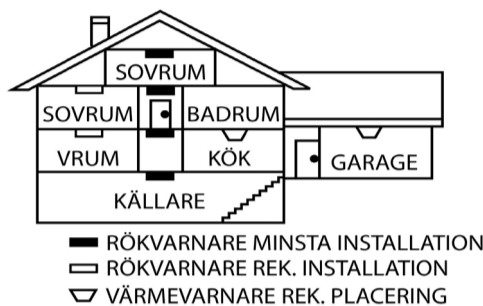 SOVRUM
SOVRUM BADRUM
VRUM KÖK GARAGE
KÄLLARE
RÖKVARNARE MINSTA INSTALLATION
RÖKVARNARE REK. INSTALLATION
VÄRMEVARNARE REK. PLACERING